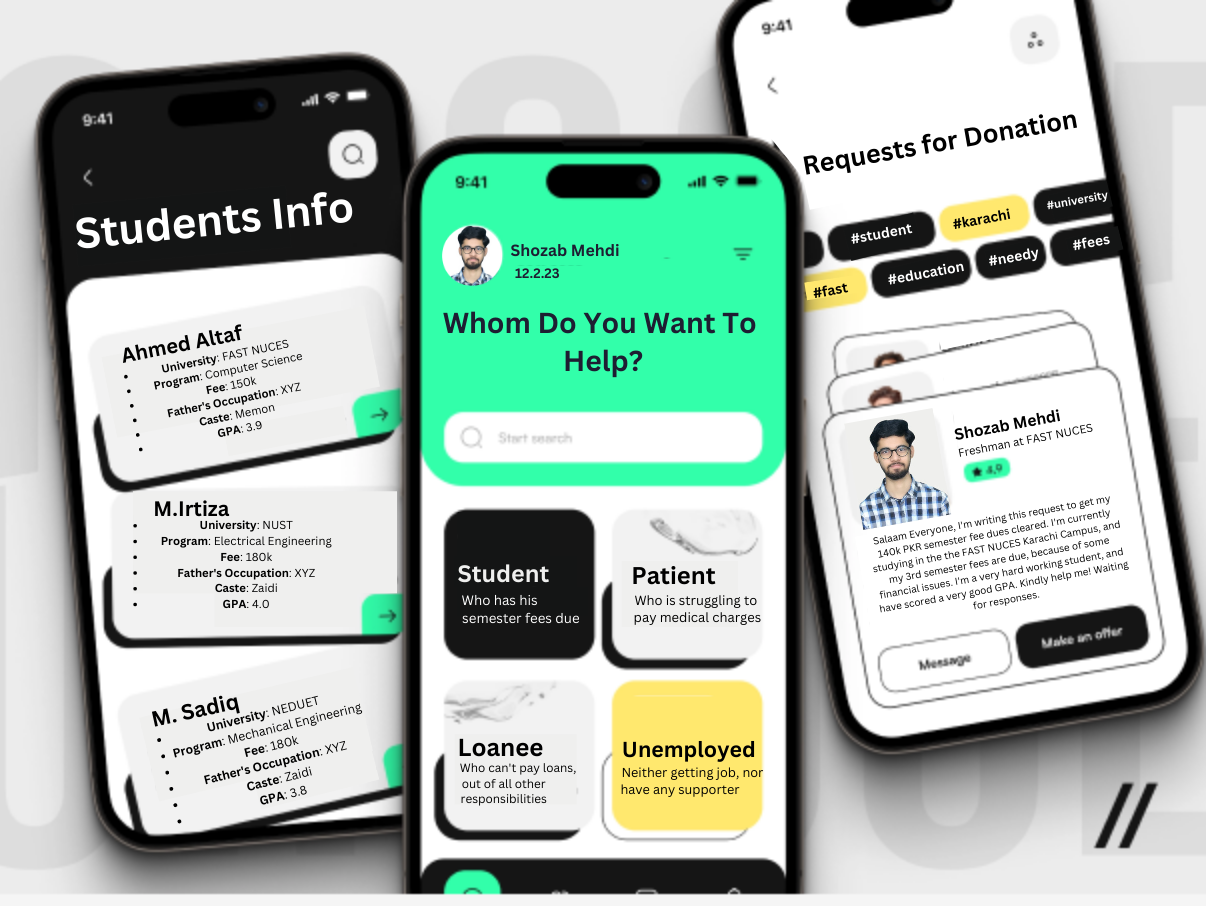 9:41
Students Info
Ahmed Altaf
University: FAST NUCES
Program: Computer Science
Fee: 150k
Father's Occupation: XYZ
Caste: Memon
GPA: 3.9
M.Irtiza
University: NUST
Program: Electrical Engineering
Fee: 180k
Father's Occupation: XYZ
Caste: Zaidi
GPA: 4.0
M. Sadiq
University: NEDUET
Program: Mechanical Engineering
Fee: 180k
Father's Occupation: XYZ
Caste: Zaidi
GPA: 3.8
9:41
Shozab Mehdi
12.2.23
Whom Do You Want To
Help?
Start search
Student
Who has his
semester fees due
Patient
Who is struggling to
pay medical charges
Loanee
Who can't pay loans,
out of all other
responsibilities
Unemployed
Neither getting job, nor
have any supporter
9:41
Requests for Donation
#student #karachi #university
#fast #education #needy #fees
Shozab Mehdi
Freshman at FAST NUCES
4,9
Salaam Everyone, I'm writing this request to get my
140k PKR semester fee dues cleared. I'm currently
studying in the the FAST NUCES Karachi Campus, and
my 3rd semester fees are due, because of some
financial issues. I'm a very hard working student, and
have scored a very good GPA. Kindly help me! Waiting
for responses.
Message
Make an offer